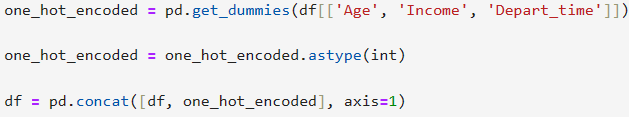 one_hot_encoded = pd.get_dummies(df[['Age', 'Income', 'Depart_time']])
one_hot_encoded = one_hot_encoded.astype(int)
df = pd.concat([df, one_hot_encoded], axis=1)